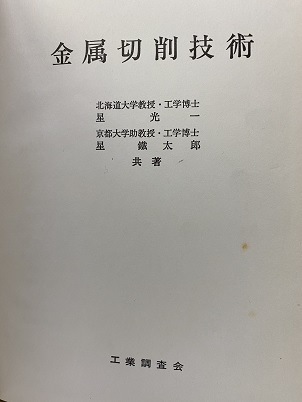 金属切削技術
北海道大学教授・工学博士
星光一
京都大学助教授・工学博士
星鐵太郎
共著
工業調査会